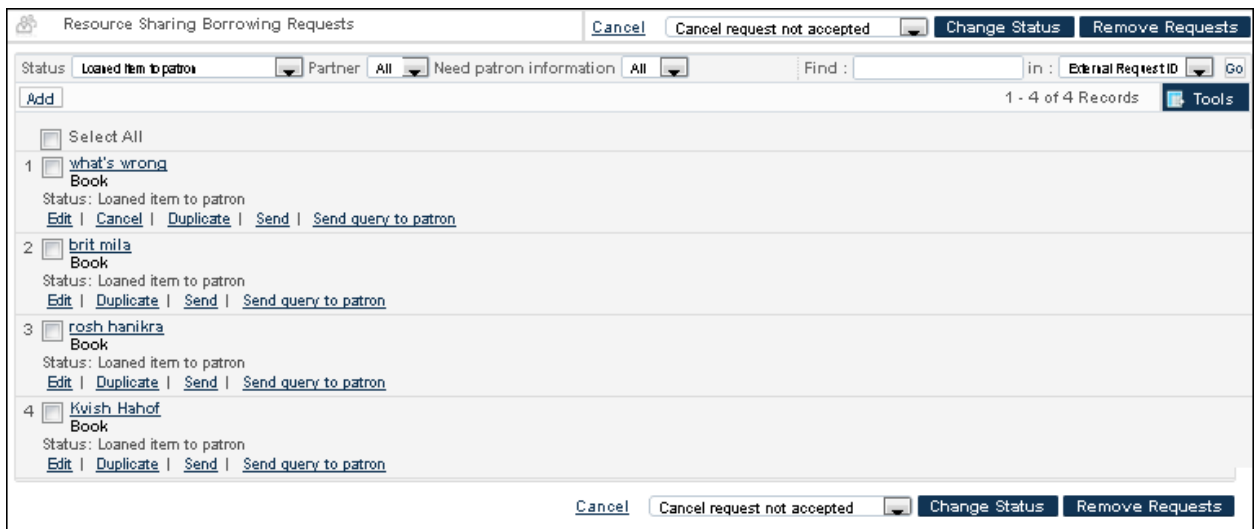 Resource Sharing Borrowing Requests Cancel Cancel request not accepted Change Status Remove Requests
Status Loaned item to patron Partner All Need patron information All Find : in : External Request ID Go
Add 1 - 4 of 4 Records Tools
Select All
1 what's wrong
Book
Status: Loaned item to patron
Edit | Cancel | Duplicate | Send | Send query to patron
2 brit mila
Book
Status: Loaned item to patron
Edit | Duplicate | Send | Send query to patron
3 rosh hanikra
Book
Status: Loaned item to patron
Edit | Duplicate | Send | Send query to patron
4 Kvish Hahof
Book
Status: Loaned item to patron
Edit | Duplicate | Send | Send query to patron
Cancel Cancel request not accepted Change Status Remove Requests